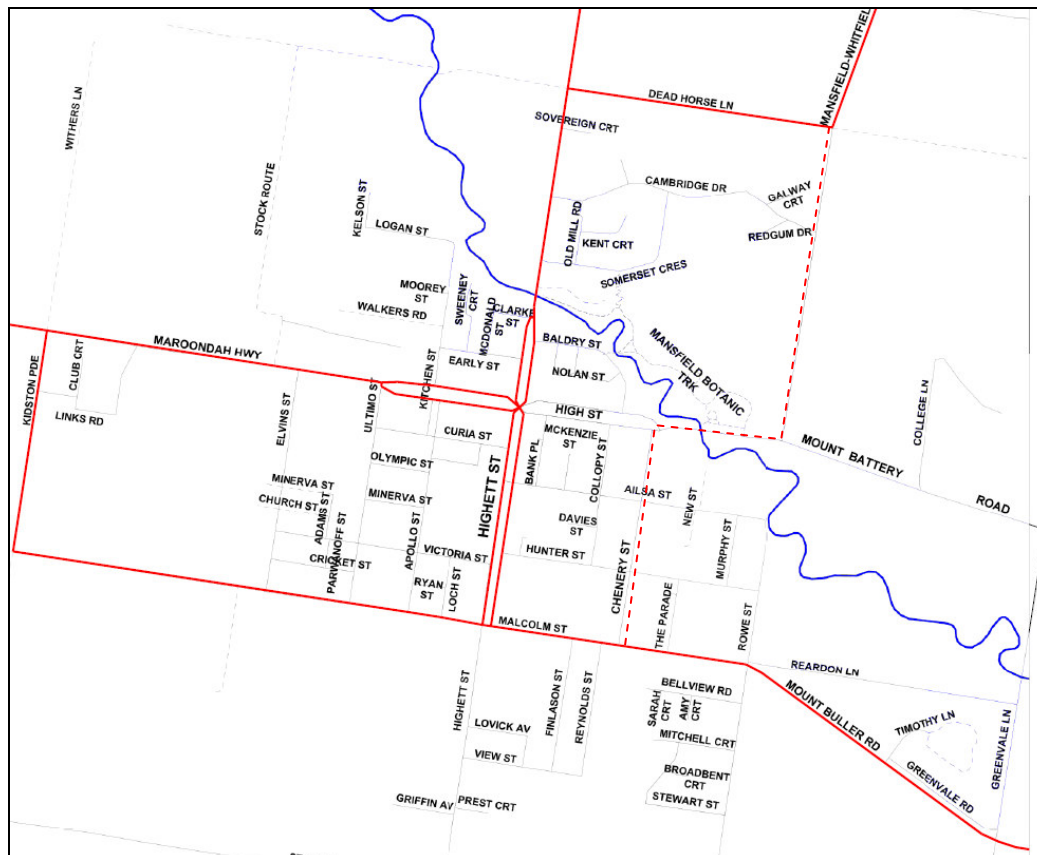 MANSFIELD-WHITFIEL
DEAD HORSE LN
SOVEREIGN CRT
WITHERS LN
STOCK ROUTE
KELSON ST
LOGAN ST
CAMBRIDGE DR
GALWAY
CRT
REDGUM DR
OLD MILL RD
KENT CRT
SOMERSET CRES
MOOREY
ST
WALKERS RD
SWEENEY
CRT
MCDONALD
ST
CLARKE
ST
BALDRY ST
MANSFIELD BOTANIC
TRK
MAROONDAH HWY
KIDSTON PDE
CLUB CRT
LINKS RD
EARLY ST
NOLAN ST
KITCHEN ST
ULTIMO ST
ELVINS ST
HIGH ST
CURIA ST
MCKENZIE
ST
BANK PL
COLLOPY ST
COLLEGE LN
MOUNT BATTERY
ROAD
OLYMPIC ST
HIGHETT ST
MINERVA ST
CHURCH ST
ADAMS ST
PARWANOFF ST
MINERVA ST
APOLLO ST
AILSA ST
NEW ST
DAVIES
ST
MURPHY ST
HUNTER ST
VICTORIA ST
CRICKET ST
RYAN
ST
LOCH ST
CHENERY ST
THE PARADE
ROWE ST
MALCOLM ST
REARDON LN
HIGHETT ST
FINLASON ST
REYNOLDS ST
BELLVIEW RD
SARAH
CRT
AMY
CRT
MITCHELL CRT
MOUNT BULLER RD
TIMOTHY LN
GREENVALE LN
LOVICK AV
VIEW ST
BROADBENT
CRT
STEWART ST
GREENVALE RD
GRIFFIN AV
PREST CRT